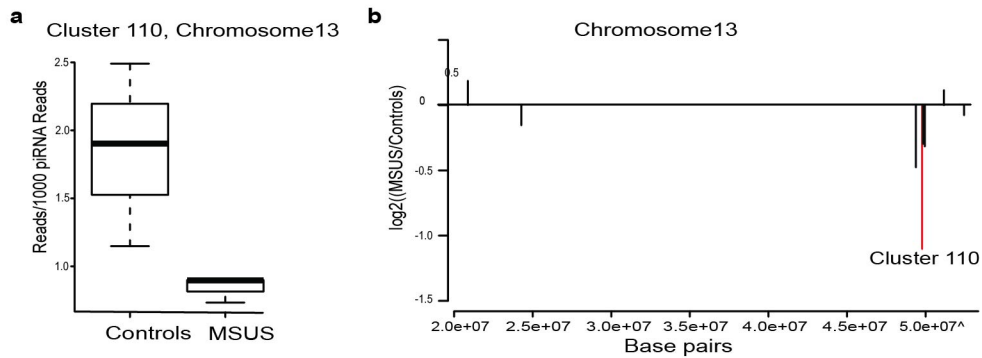 a
Cluster 110, Chromosome13
Reads/1000 piRNA Reads
2.5
2.0
1.5
1.0
Controls
MSUS
b
Chromosome13
log2((MSUS/Controls)
0.5
0
-0.5
-1.0
-1.5
Cluster 110
2.0e+07
2.5e+07
3.0e+07
3.5e+07
4.0e+07
4.5e+07
5.0e+07^
Base pairs